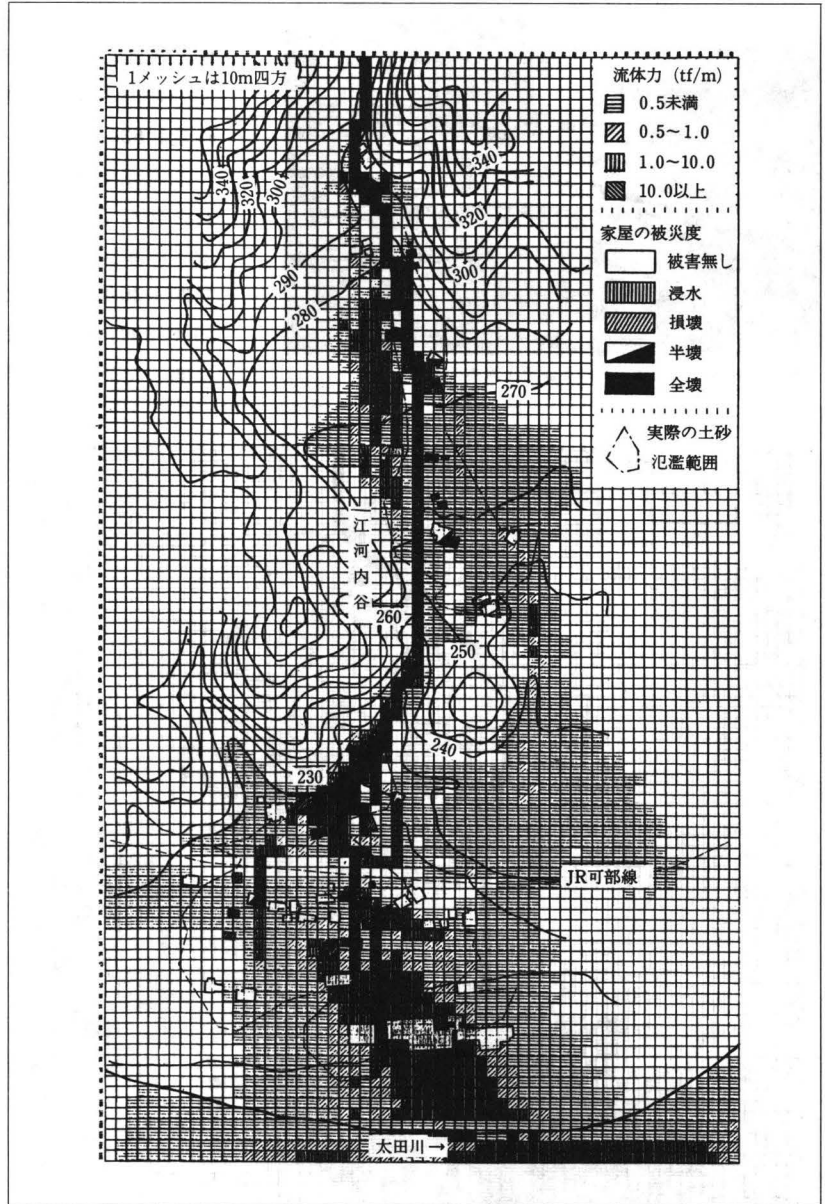 1メッシュは10m四方
流体力 (tf/m)
0.5未満
0.5～1.0
1.0～10.0
10.0以上
家屋の被災度
被害無し
浸水
損壊
半壊
全壊
実際の土砂
氾濫範囲
340
320
300
340
320
300
290
280
270
江河内谷
260
250
240
230
JR可部線
太田川→